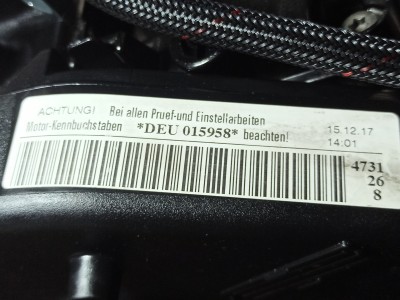 ACHTUNG! Bei allen Pruef-und Einstellarbeiten
Motor-Kennbuchstaben *DEU 015958* beachten!
15.12.17
14:01
4731
26
8